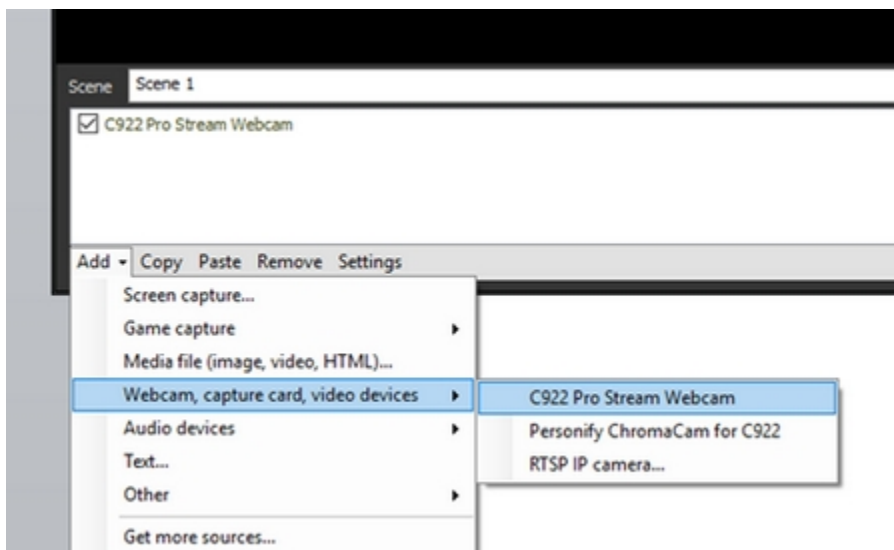 Scene Scene 1
C922 Pro Stream Webcam
Add Copy Paste Remove Settings
Screen capture...
Game capture
Media file (image, video, HTML)...
Webcam, capture card, video devices
C922 Pro Stream Webcam
Audio devices
Personify ChromaCam for C922
Text...
RTSP IP camera...
Other
Get more sources...